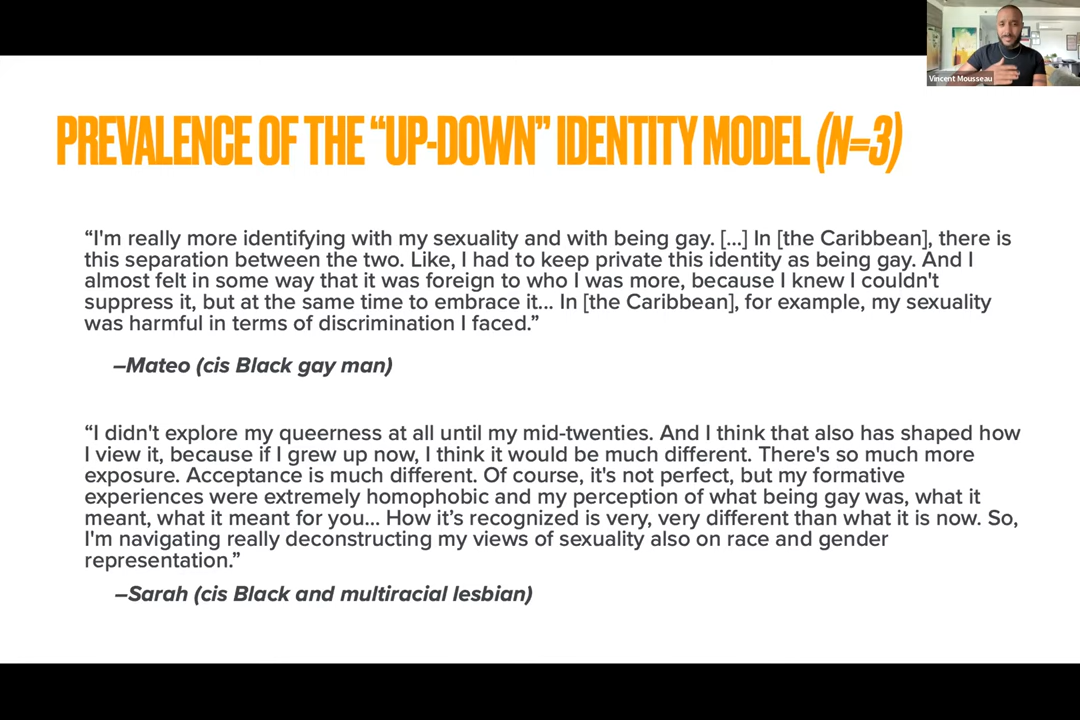 Vincent Mousseau
PREVALENCE OF THE “UP-DOWN” IDENTITY MODEL (N=3)
“I'm really more identifying with my sexuality and with being gay. [...] In [the Caribbean], there is
this separation between the two. Like, I had to keep private this identity as being gay. And I
almost felt in some way that it was foreign to who I was more, because I knew I couldn't
suppress it, but at the same time to embrace it... In [the Caribbean], for example, my sexuality
was harmful in terms of discrimination I faced.”
–Mateo (cis Black gay man)
“I didn't explore my queerness at all until my mid-twenties. And I think that also has shaped how
I view it, because if I grew up now, I think it would be much different. There's so much more
exposure. Acceptance is much different. Of course, it's not perfect, but my formative
experiences were extremely homophobic and my perception of what being gay was, what it
meant, what it meant for you... How it’s recognized is very, very different than what it is now. So,
I'm navigating really deconstructing my views of sexuality also on race and gender
representation.”
–Sarah (cis Black and multiracial lesbian)